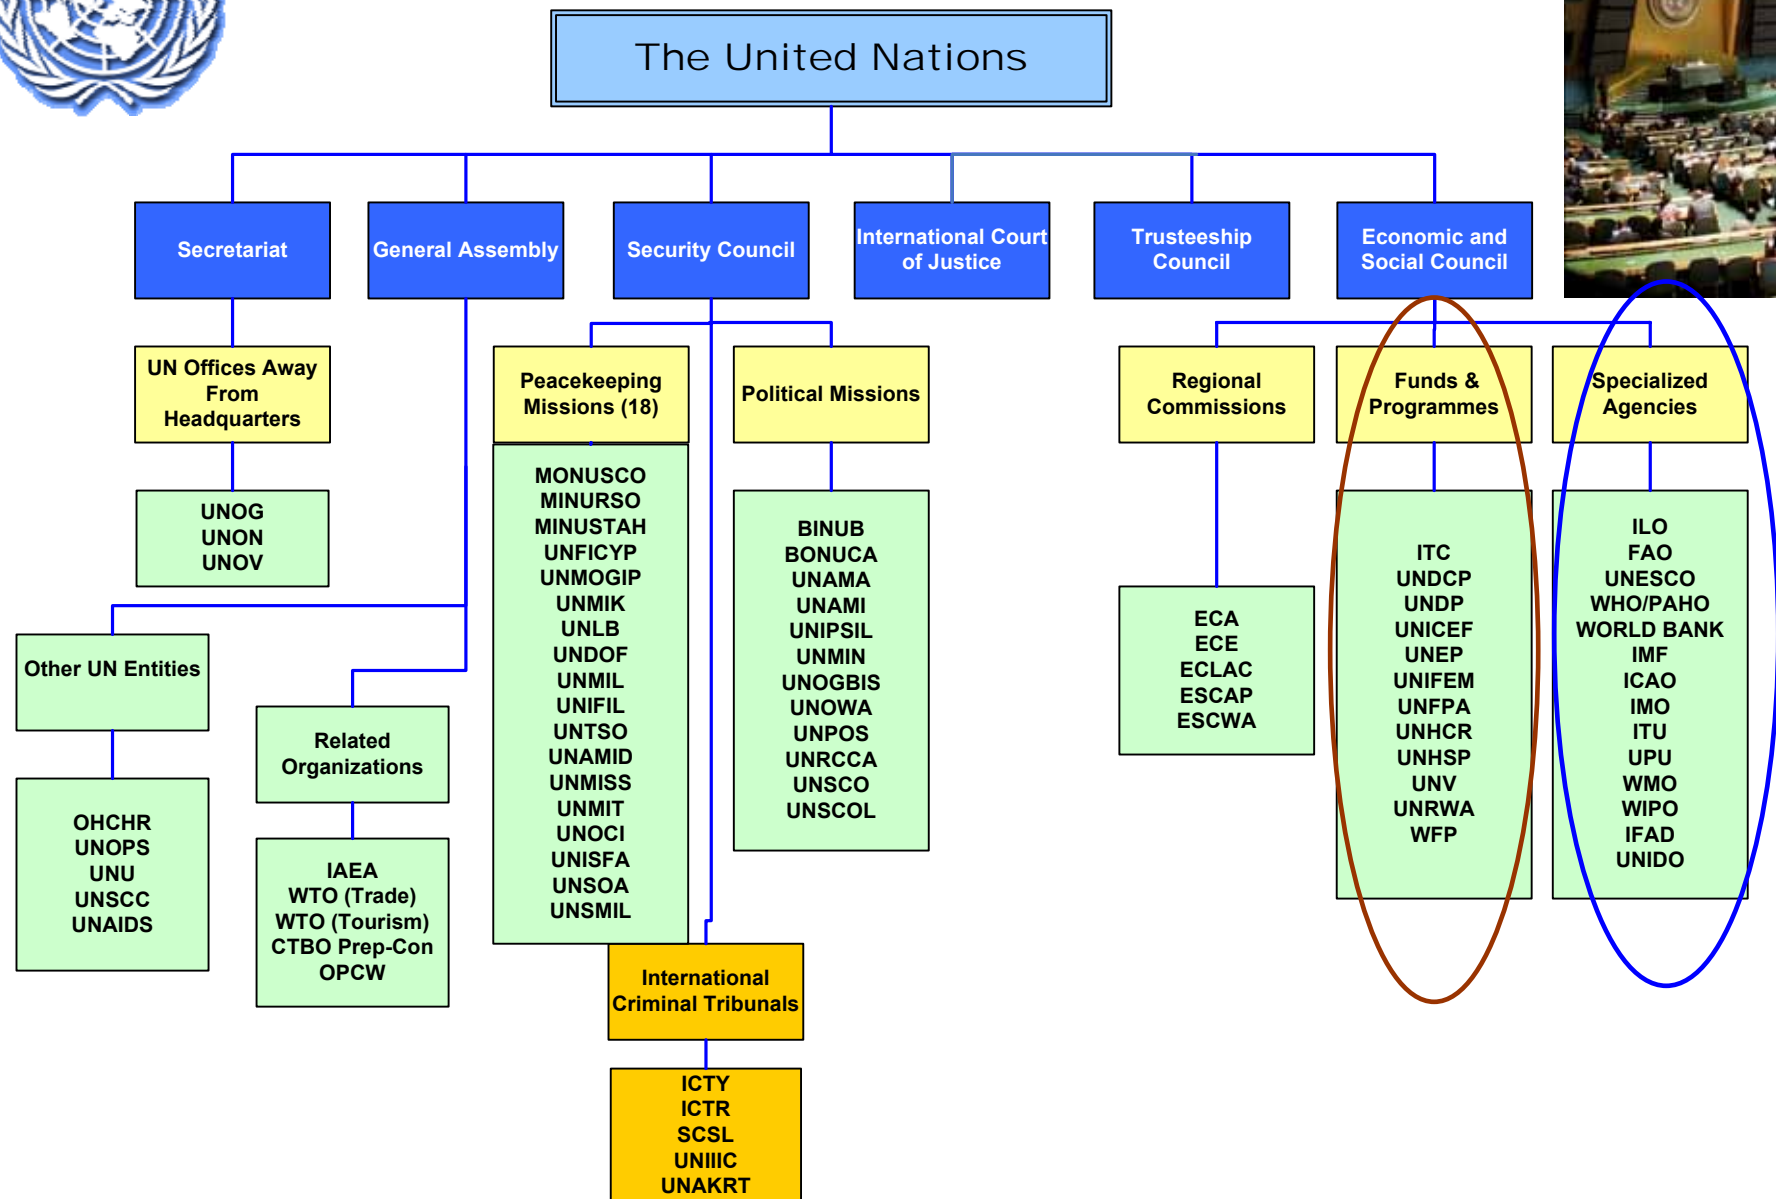 The United Nations
Secretariat
General Assembly
Security Council
International Court
of Justice
Trusteeship
Council
Economic and
Social Council
UN Offices Away
From
Headquarters
Peacekeeping
Missions (18)
Political Missions
Regional
Commissions
Funds &
Programmes
Specialized
Agencies
UNOG
UNON
UNOV
MONUSCO
MINURSO
MINUSTAH
UNFICYP
UNMOGIP
UNMIK
UNLB
UNDOF
UNMIL
UNIFIL
UNTSO
UNAMID
UNMISS
UNMIT
UNOCI
UNISFA
UNSOA
UNSMIL
BINUB
BONUCA
UNAMA
UNAMI
UNIPSIL
UNMIN
UNOGBIS
UNOWA
UNPOS
UNRCCA
UNSCO
UNSCOL
ECA
ECE
ECLAC
ESCAP
ESCWA
ITC
UNDCP
UNDP
UNICEF
UNEP
UNIFEM
UNFPA
UNHCR
UNHSP
UNV
UNRWA
WFP
ILO
FAO
UNESCO
WHO/PAHO
WORLD BANK
IMF
ICAO
IMO
ITU
UPU
WMO
WIPO
IFAD
UNIDO
Other UN Entities
Related
Organizations
OHCHR
UNOPS
UNU
UNSCC
UNAIDS
IAEA
WTO (Trade)
WTO (Tourism)
CTBO Prep-Con
OPCW
International
Criminal Tribunals
ICTY
ICTR
SCSL
UNIIIC
UNAKRT